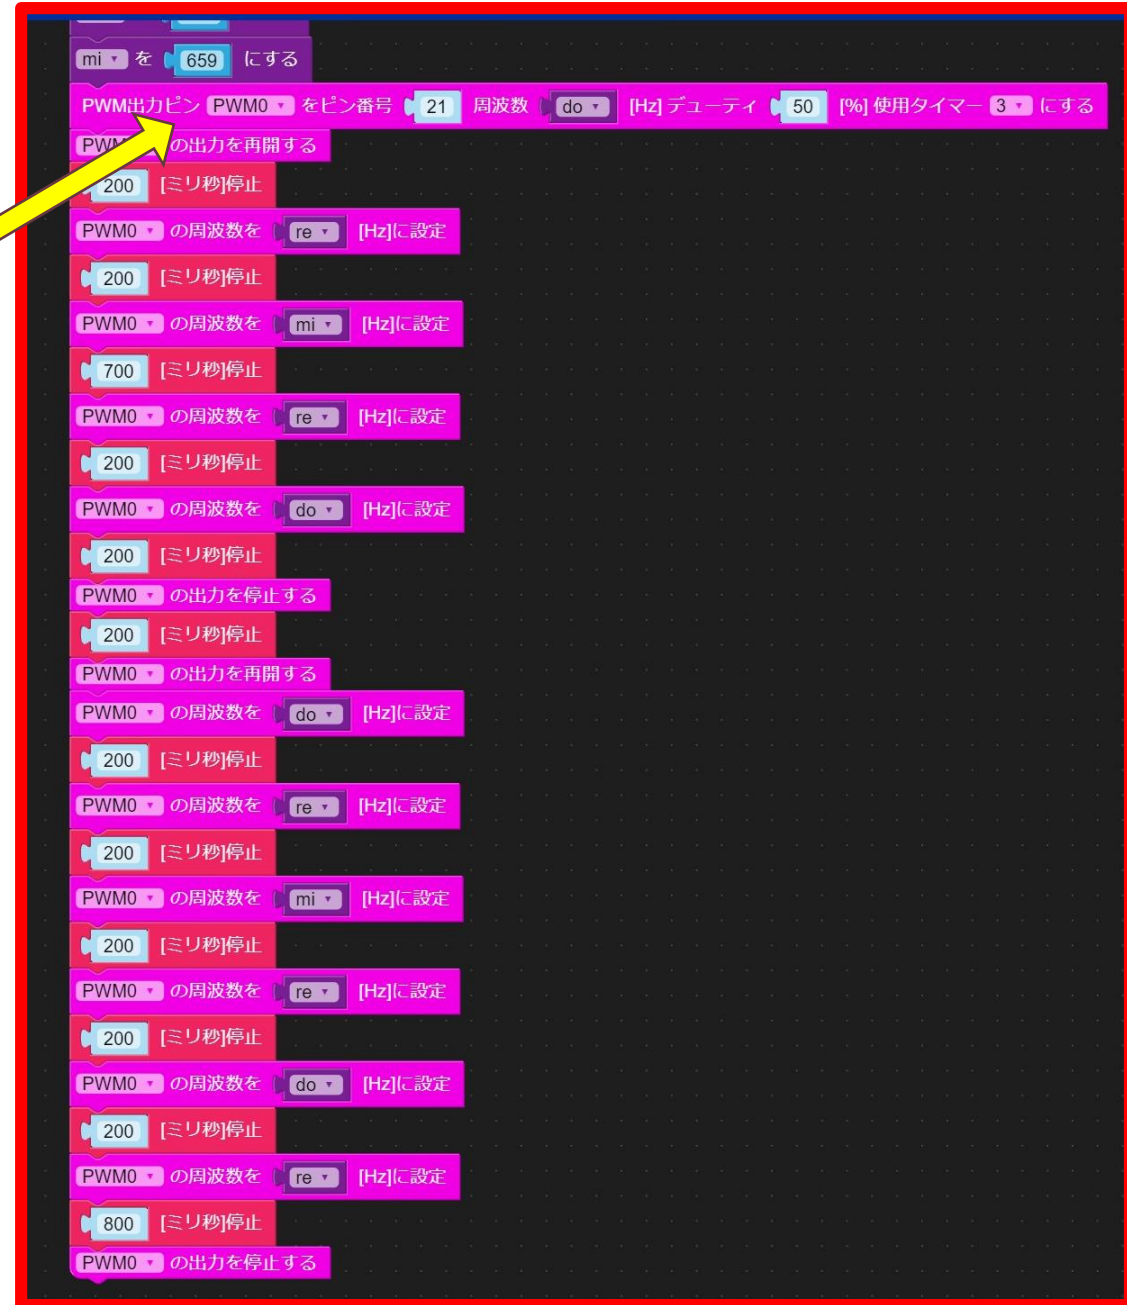 mi を 659 にする
PWM出力ピン PWM0 をピン番号 21 周波数 do [Hz] デューティ 50 [%] 使用タイマー 3 にする
の出力を再開する
200 [ミリ秒]停止
PWM0 の周波数を re [Hz]に設定
200 [ミリ秒]停止
PWM0 の周波数を mi [Hz]に設定
700 [ミリ秒]停止
PWM0 の周波数を re [Hz]に設定
200 [ミリ秒]停止
PWM0 の周波数を do [Hz]に設定
200 [ミリ秒]停止
PWM0 の出力を停止する
200 [ミリ秒]停止
PWM0 の出力を再開する
PWM0 の周波数を do [Hz]に設定
200 [ミリ秒]停止
PWM0 の周波数を re [Hz]に設定
200 [ミリ秒]停止
PWM0 の周波数を mi [Hz]に設定
200 [ミリ秒]停止
PWM0 の周波数を re [Hz]に設定
200 [ミリ秒]停止
PWM0 の周波数を do [Hz]に設定
200 [ミリ秒]停止
PWM0 の周波数を re [Hz]に設定
800 [ミリ秒]停止
PWM0 の出力を停止する